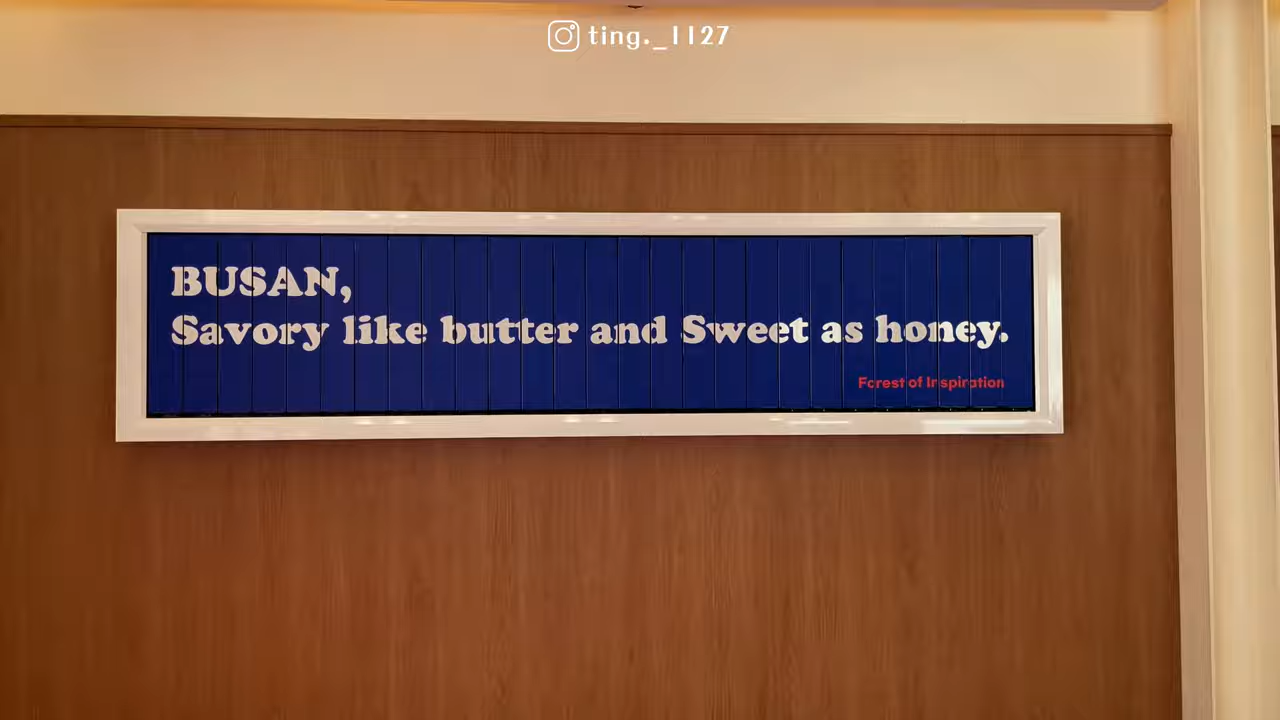 ting._1127
BUSAN,
Savory like butter and Sweet as honey.
Forest of Inspiration